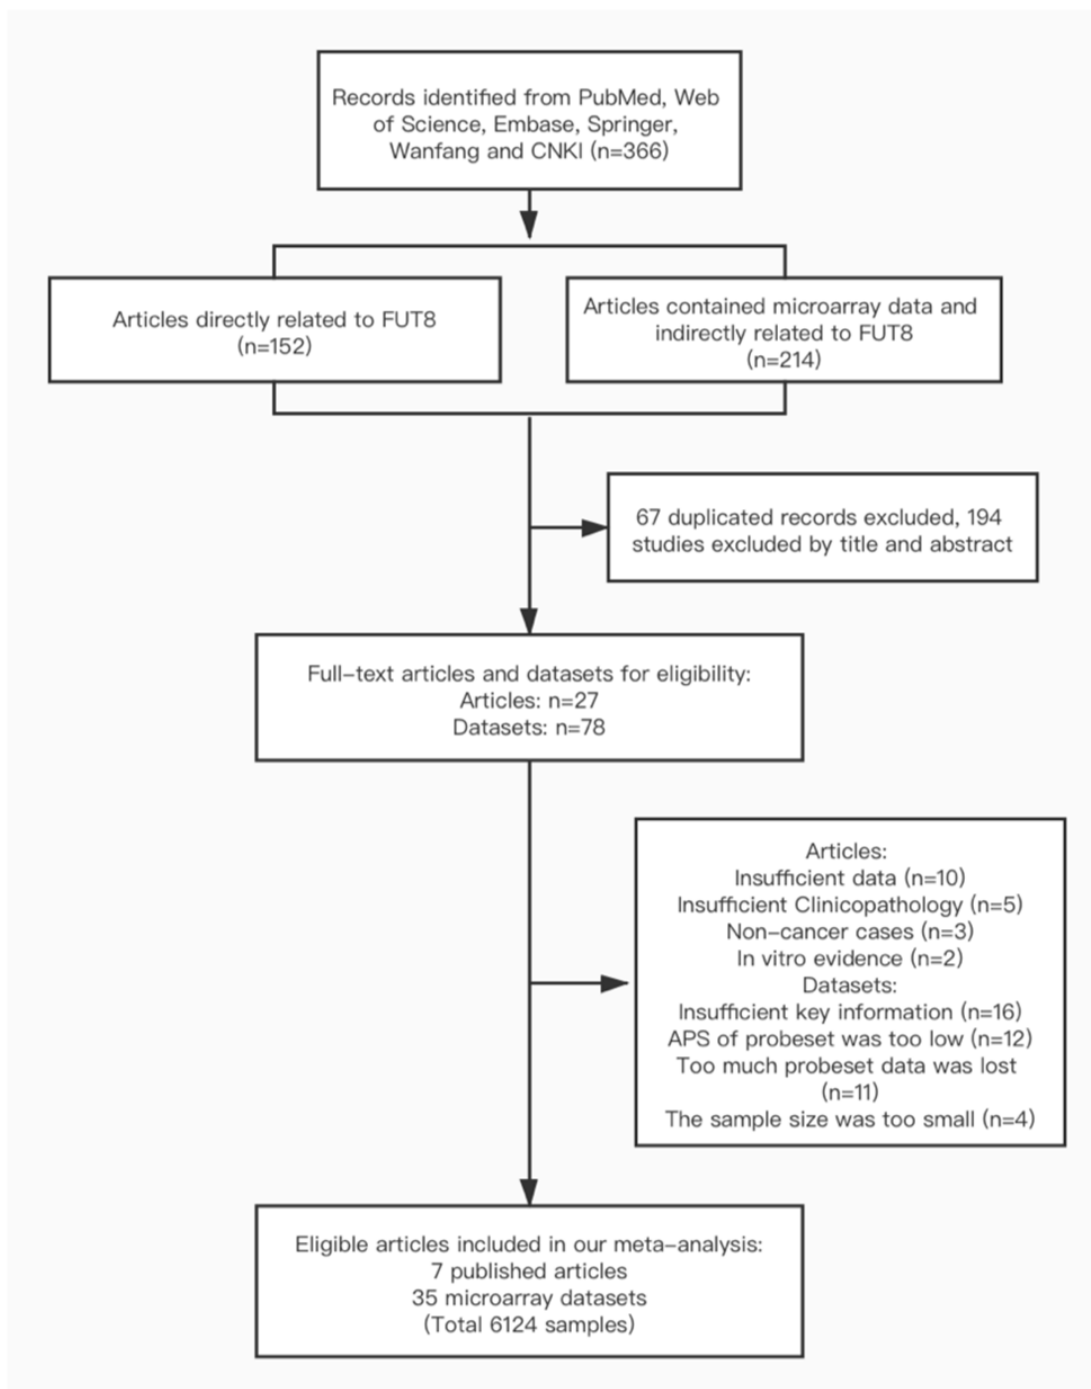 Records identified from PubMed, Web
of Science, Embase, Springer,
Wanfang and CNKI (n=366)
Articles directly related to FUT8
(n=152)
Articles contained microarray data and
indirectly related to FUT8
(n=214)
67 duplicated records excluded, 194
studies excluded by title and abstract
Full-text articles and datasets for eligibility:
Articles: n=27
Datasets: n=78
Articles:
Insufficient data (n=10)
Insufficient Clinicopathology (n=5)
Non-cancer cases (n=3)
In vitro evidence (n=2)
Datasets:
Insufficient key information (n=16)
APS of probeset was too low (n=12)
Too much probeset data was lost
(n=11)
The sample size was too small (n=4)
Eligible articles included in our meta-analysis:
7 published articles
35 microarray datasets
(Total 6124 samples)